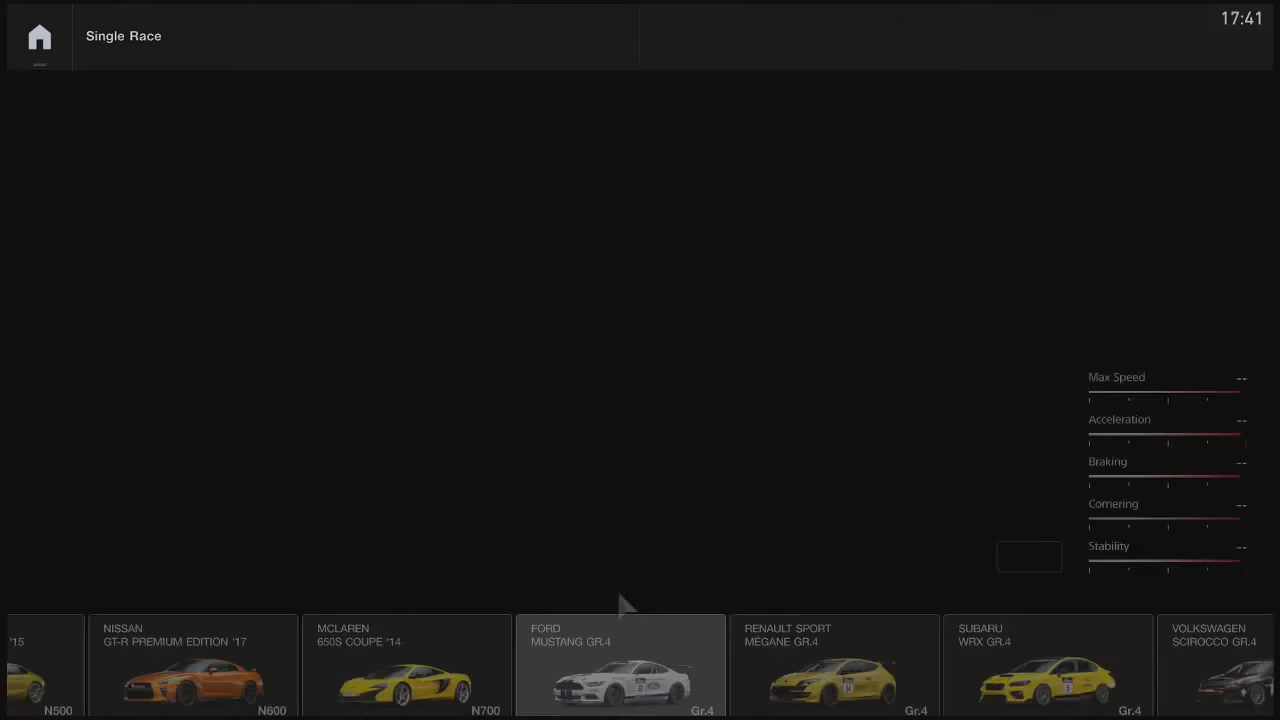 17:41
Single Race
Max Speed --
Acceleration --
Braking --
Cornering --
Stability --
'15
N500
NISSAN
GT-R PREMIUM EDITION '17
N600
MCLAREN
650S COUPE '14
N700
FORD
MUSTANG GR.4
Gr.4
RENAULT SPORT
MÉGANE GR.4
Gr.4
SUBARU
WRX GR.4
Gr.4
VOLKSWAGEN
SCIROCCO GR.4